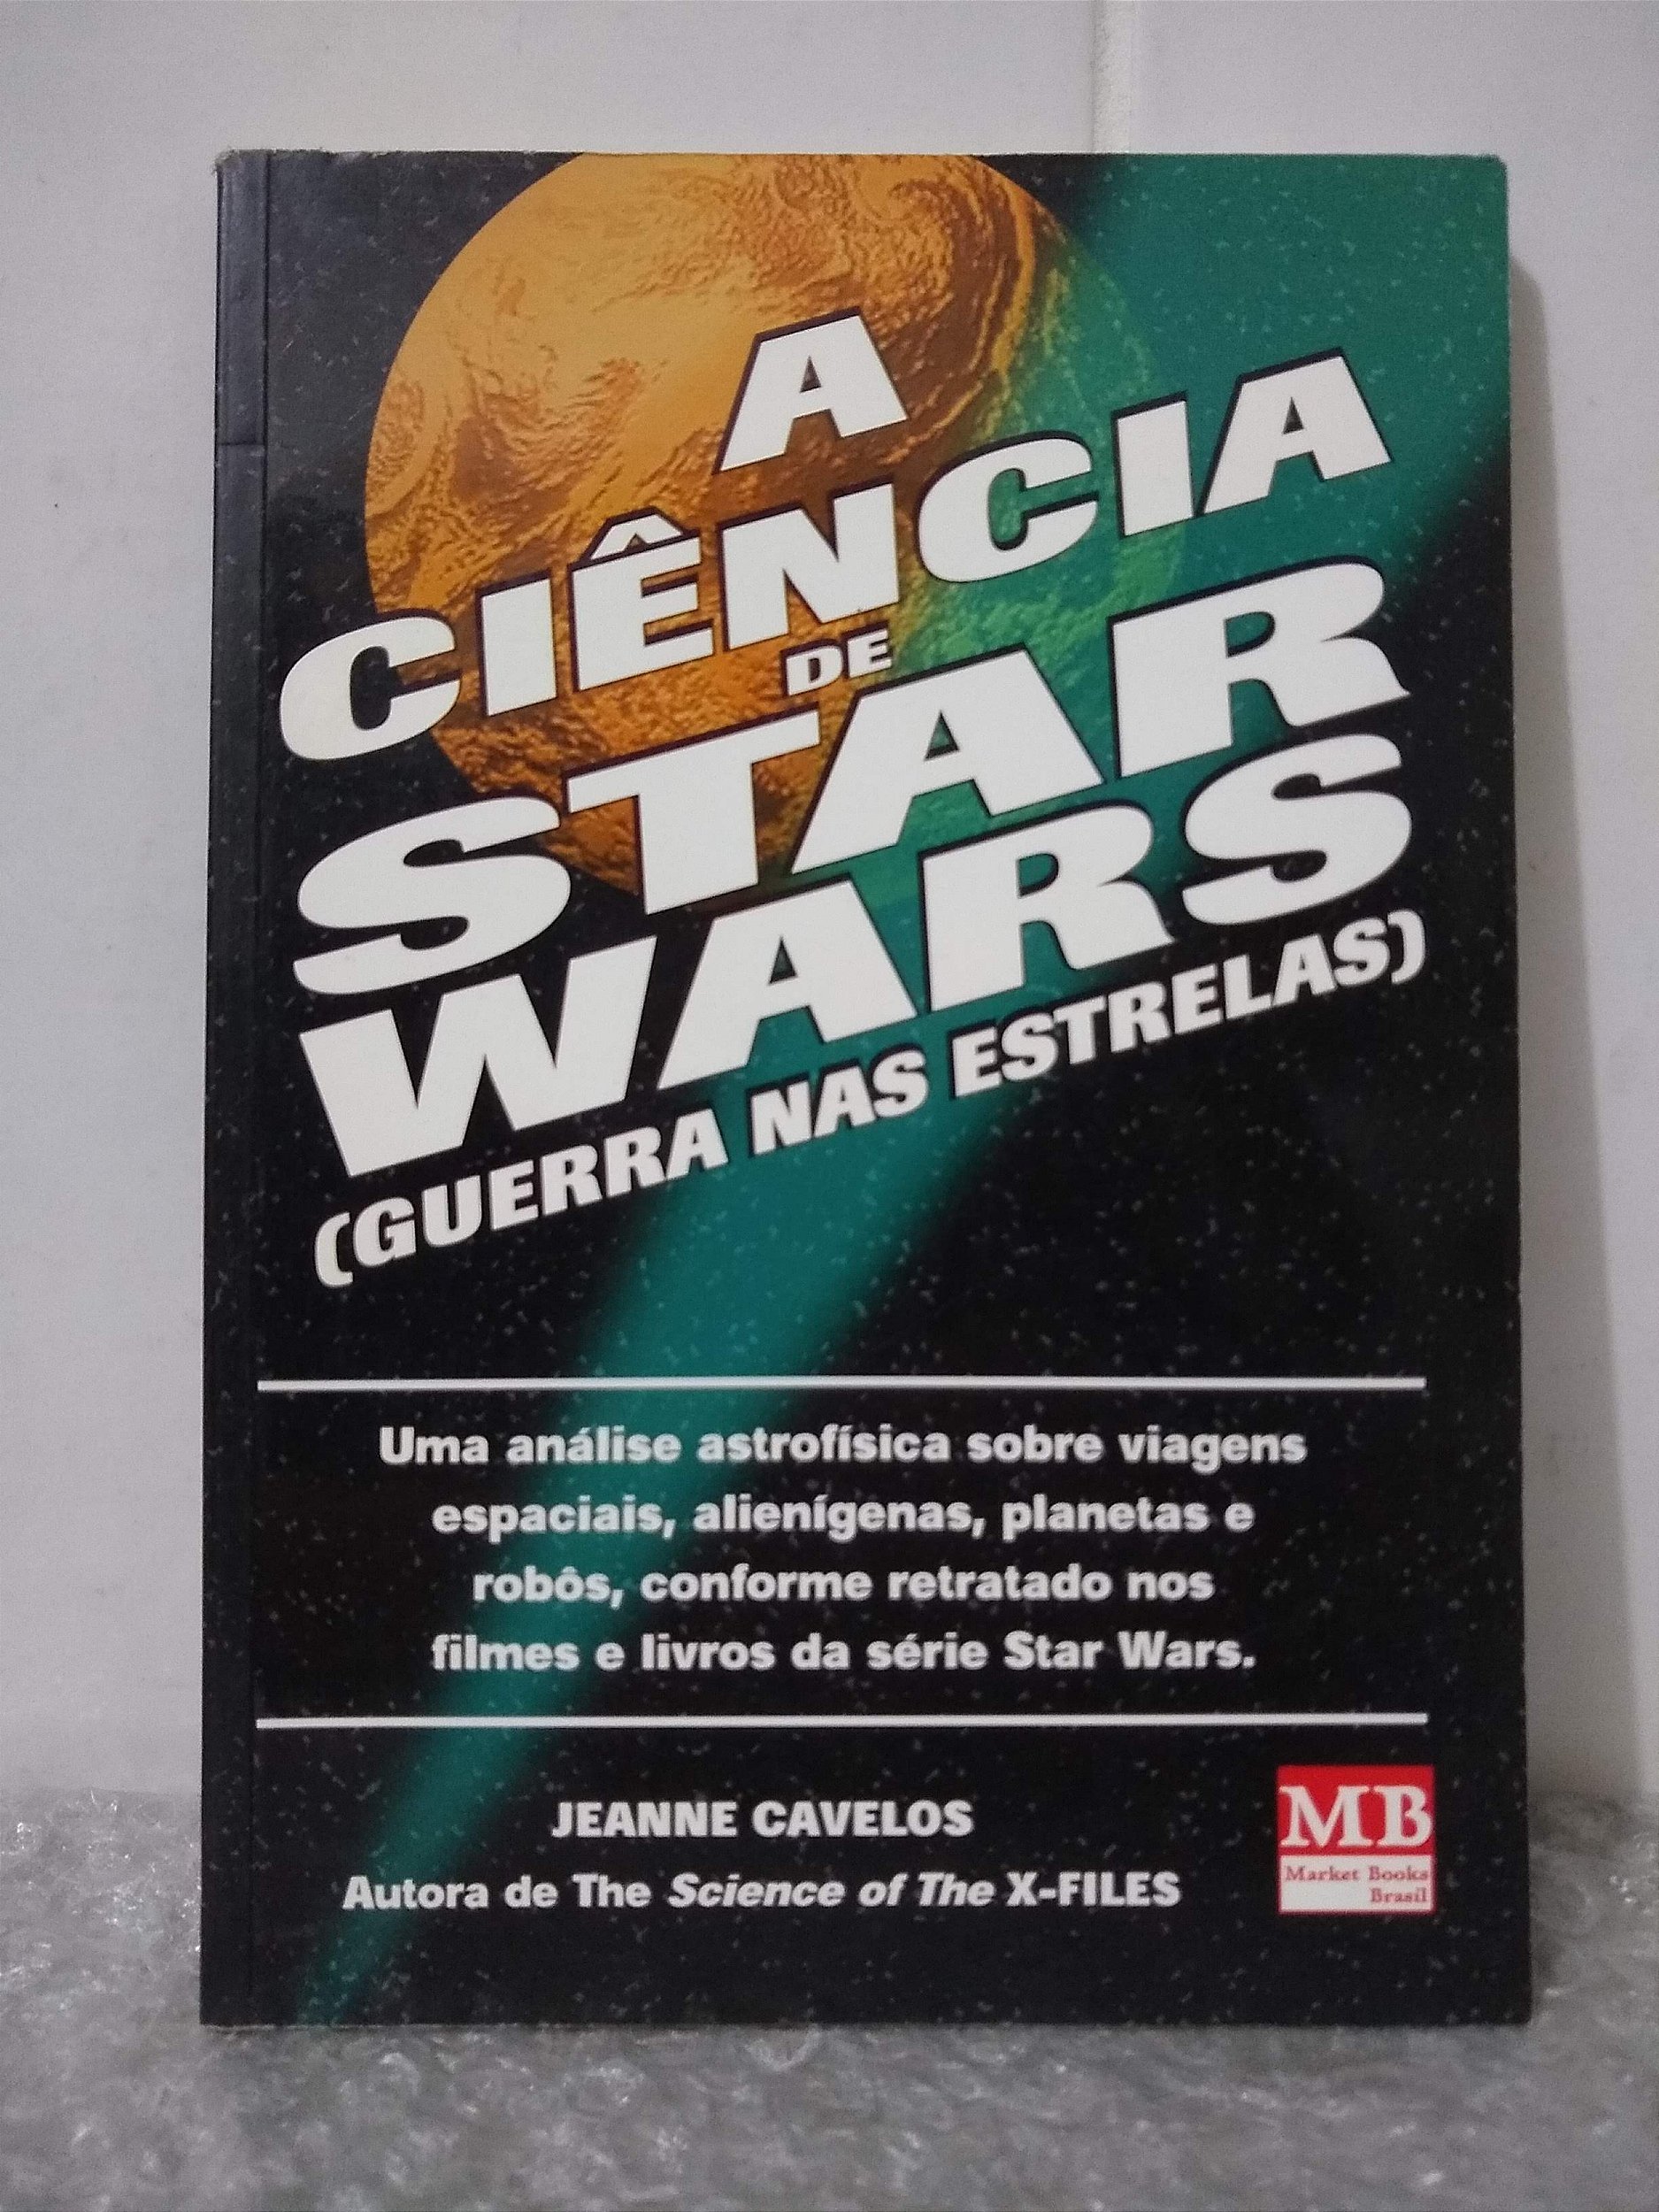 A
CIÊNCIA
DE
STAR
WARS
(GUERRA NAS ESTRELAS)
Uma análise astrofísica sobre viagens
espaciais, alienígenas, planetas e
robôs, conforme retratado nos
filmes e livros da série Star Wars.
JEANNE CAVELOS
Autora de The Science of The X-FILES
MB
Market Books
Brasil